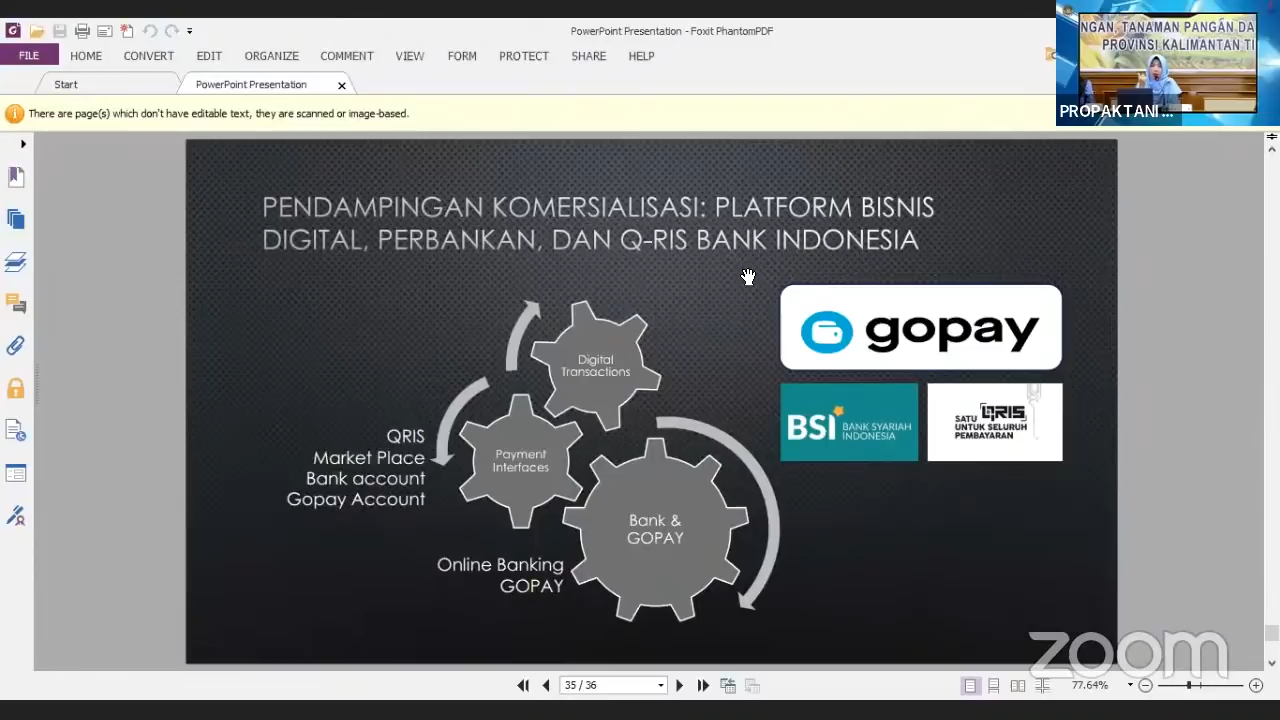 PowerPoint Presentation - Foxit PhantomPDF
FILE HOME CONVERT EDIT ORGANIZE COMMENT VIEW FORM PROTECT SHARE HELP
Start PowerPoint Presentation
There are page(s) which don't have editable text, they are scanned or image-based.
NGAN, TANAMAN PANGAN DA
PROVINSI KALIMANTAN TI
PROPAKTANI ...
PENDAMPINGAN KOMERSIALISASI: PLATFORM BISNIS
DIGITAL, PERBANKAN, DAN Q-RIS BANK INDONESIA
Digital
Transactions
Payment
Interfaces
Bank &
GOPAY
QRIS
Market Place
Bank account
Gopay Account
Online Banking
GOPAY
gopay
BSI BANK SYARIAH
INDONESIA
SATU QRIS
UNTUK SELURUH
PEMBAYARAN
zoom
35 / 36
77.64%